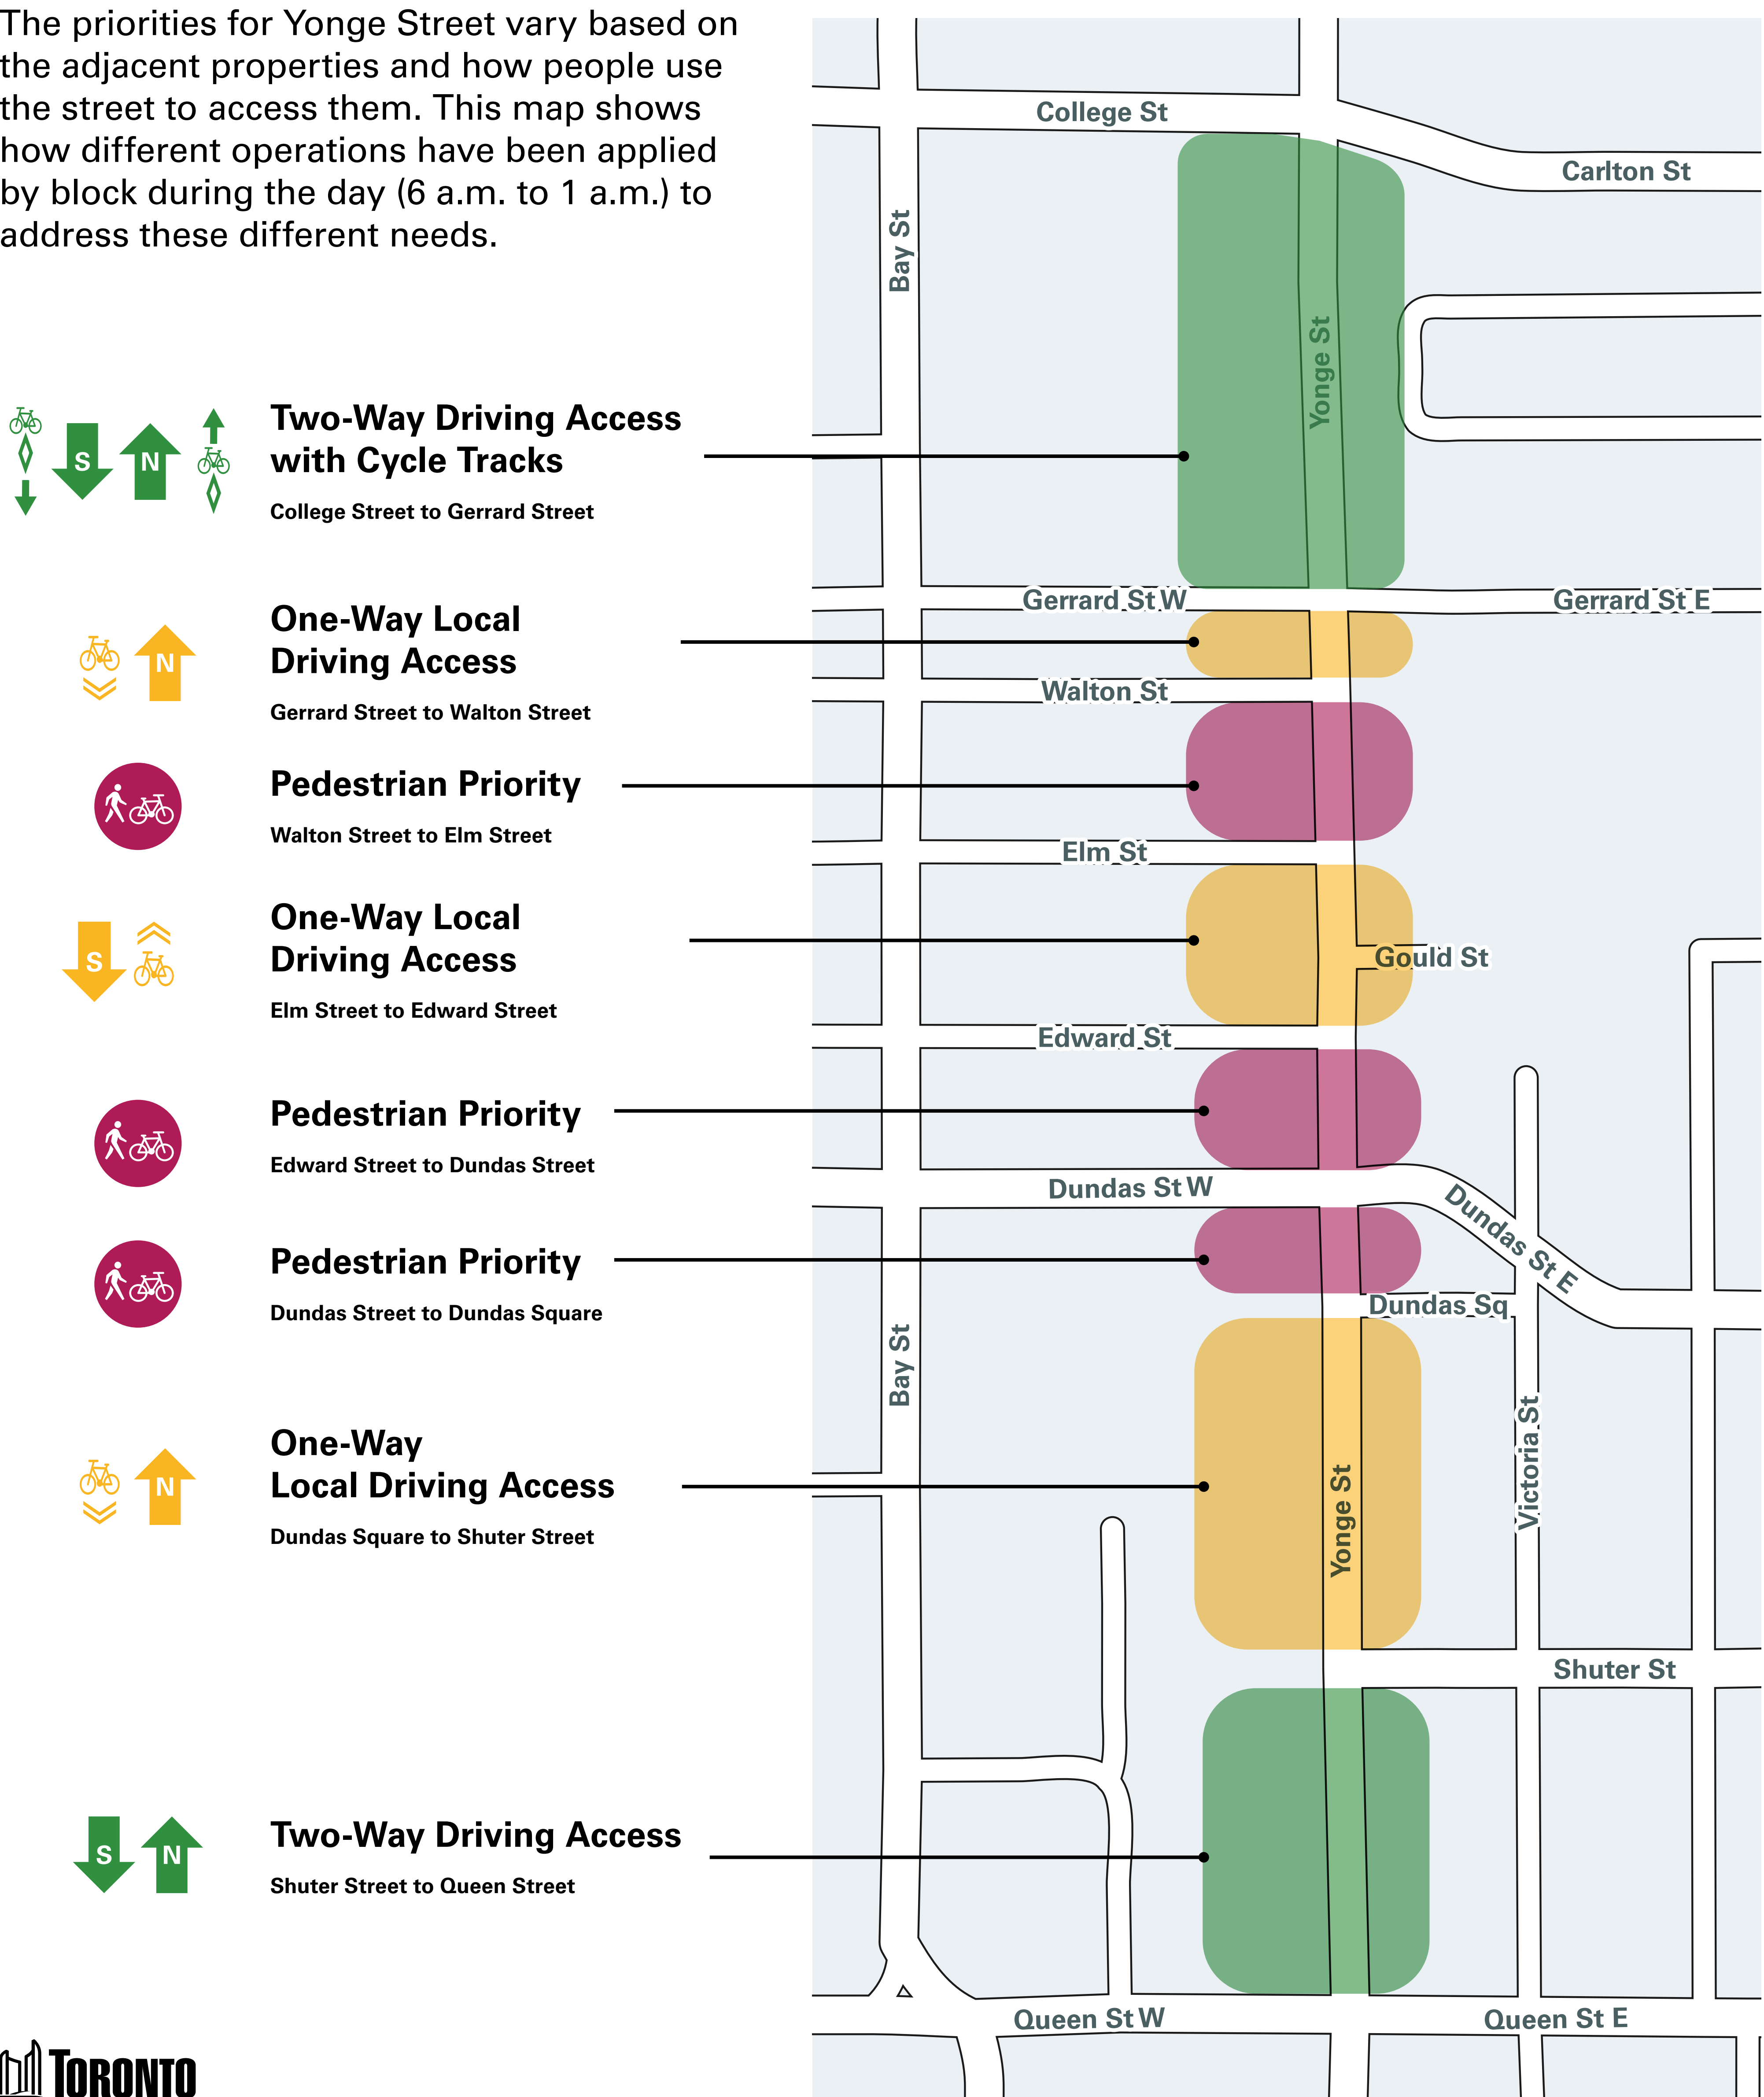 The priorities for Yonge Street vary based on
the adjacent properties and how people use
the street to access them. This map shows
how different operations have been applied
by block during the day (6 a.m. to 1 a.m.) to
address these different needs.
S
N
Two-Way Driving Access
with Cycle Tracks
College Street to Gerrard Street
N
One-Way Local
Driving Access
Gerrard Street to Walton Street
Pedestrian Priority
Walton Street to Elm Street
S
One-Way Local
Driving Access
Elm Street to Edward Street
Pedestrian Priority
Edward Street to Dundas Street
Pedestrian Priority
Dundas Street to Dundas Square
N
One-Way
Local Driving Access
Dundas Square to Shuter Street
S
N
Two-Way Driving Access
Shuter Street to Queen Street
TORONTO
College St
Carlton St
Bay St
Yonge St
Gerrard St W
Gerrard St E
Walton St
Elm St
Gould St
Edward St
Dundas St W
Dundas St E
Dundas Sq
Bay St
Victoria St
Yonge St
Shuter St
Queen St W
Queen St E